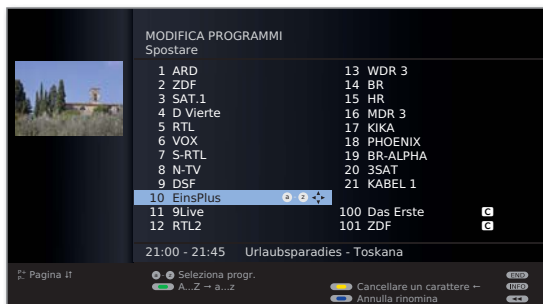 MODIFICA PROGRAMMI
Spostare
1 ARD
2 ZDF
3 SAT.1
4 D Vierte
5 RTL
6 VOX
7 S-RTL
8 N-TV
9 DSF
10 EinsPlus a - z
11 9Live
12 RTL2
13 WDR 3
14 BR
15 HR
16 MDR 3
17 KIKA
18 PHOENIX
19 BR-ALPHA
20 3SAT
21 KABEL 1
100 Das Erste C
101 ZDF C
21:00 - 21:45 Urlaubsparadies - Toskana
P+ P- Pagina ↓↑
a - z Seleziona progr.
A...Z → a...z
Cancellare un carattere ←
Annulla rinomina
END
INFO